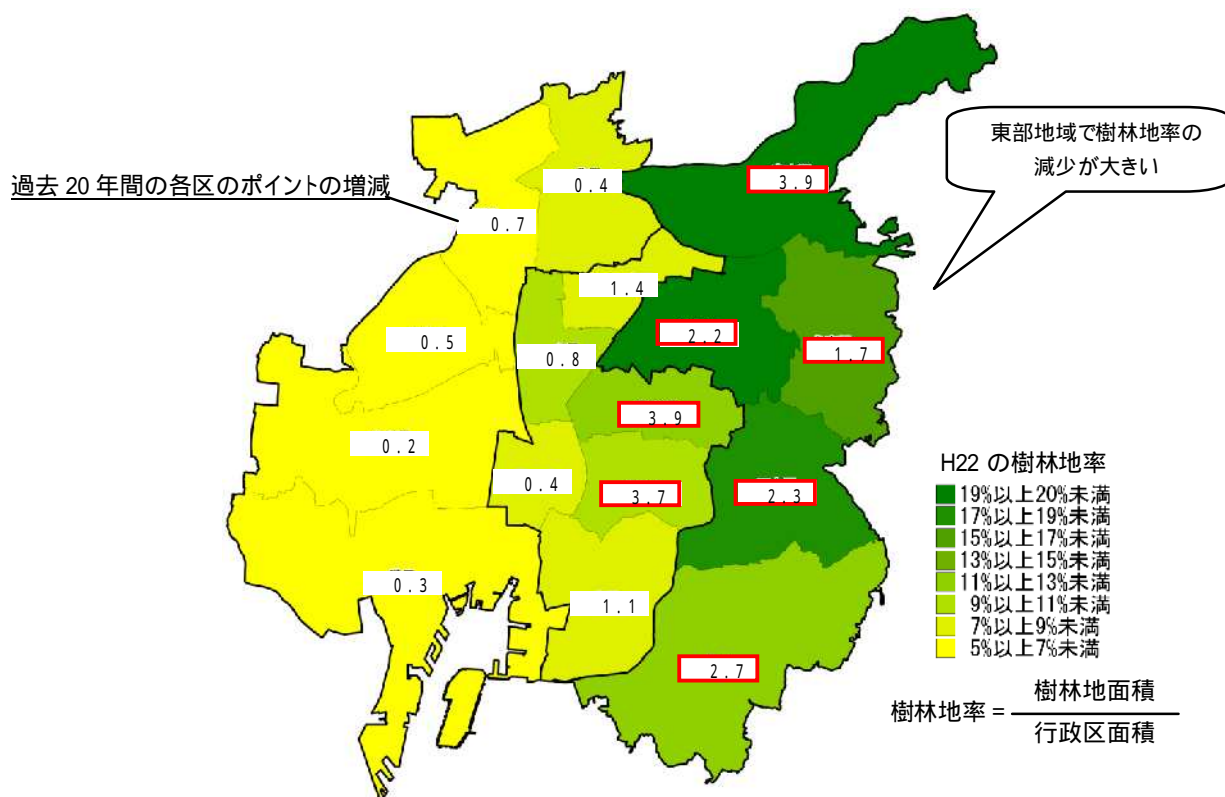 東部地域で樹林地率の
減少が大きい
過去 20 年間の各区のポイントの増減
3.9
0.4
0.7
1.4
2.2
0.5
0.8
1.7
3.9
0.2
0.4
3.7
2.3
0.3
1.1
2.7
H22 の樹林地率
19%以上20%未満
17%以上19%未満
15%以上17%未満
13%以上15%未満
11%以上13%未満
9%以上11%未満
7%以上9%未満
5%以上7%未満
樹林地率 = 樹林地面積
行政区面積